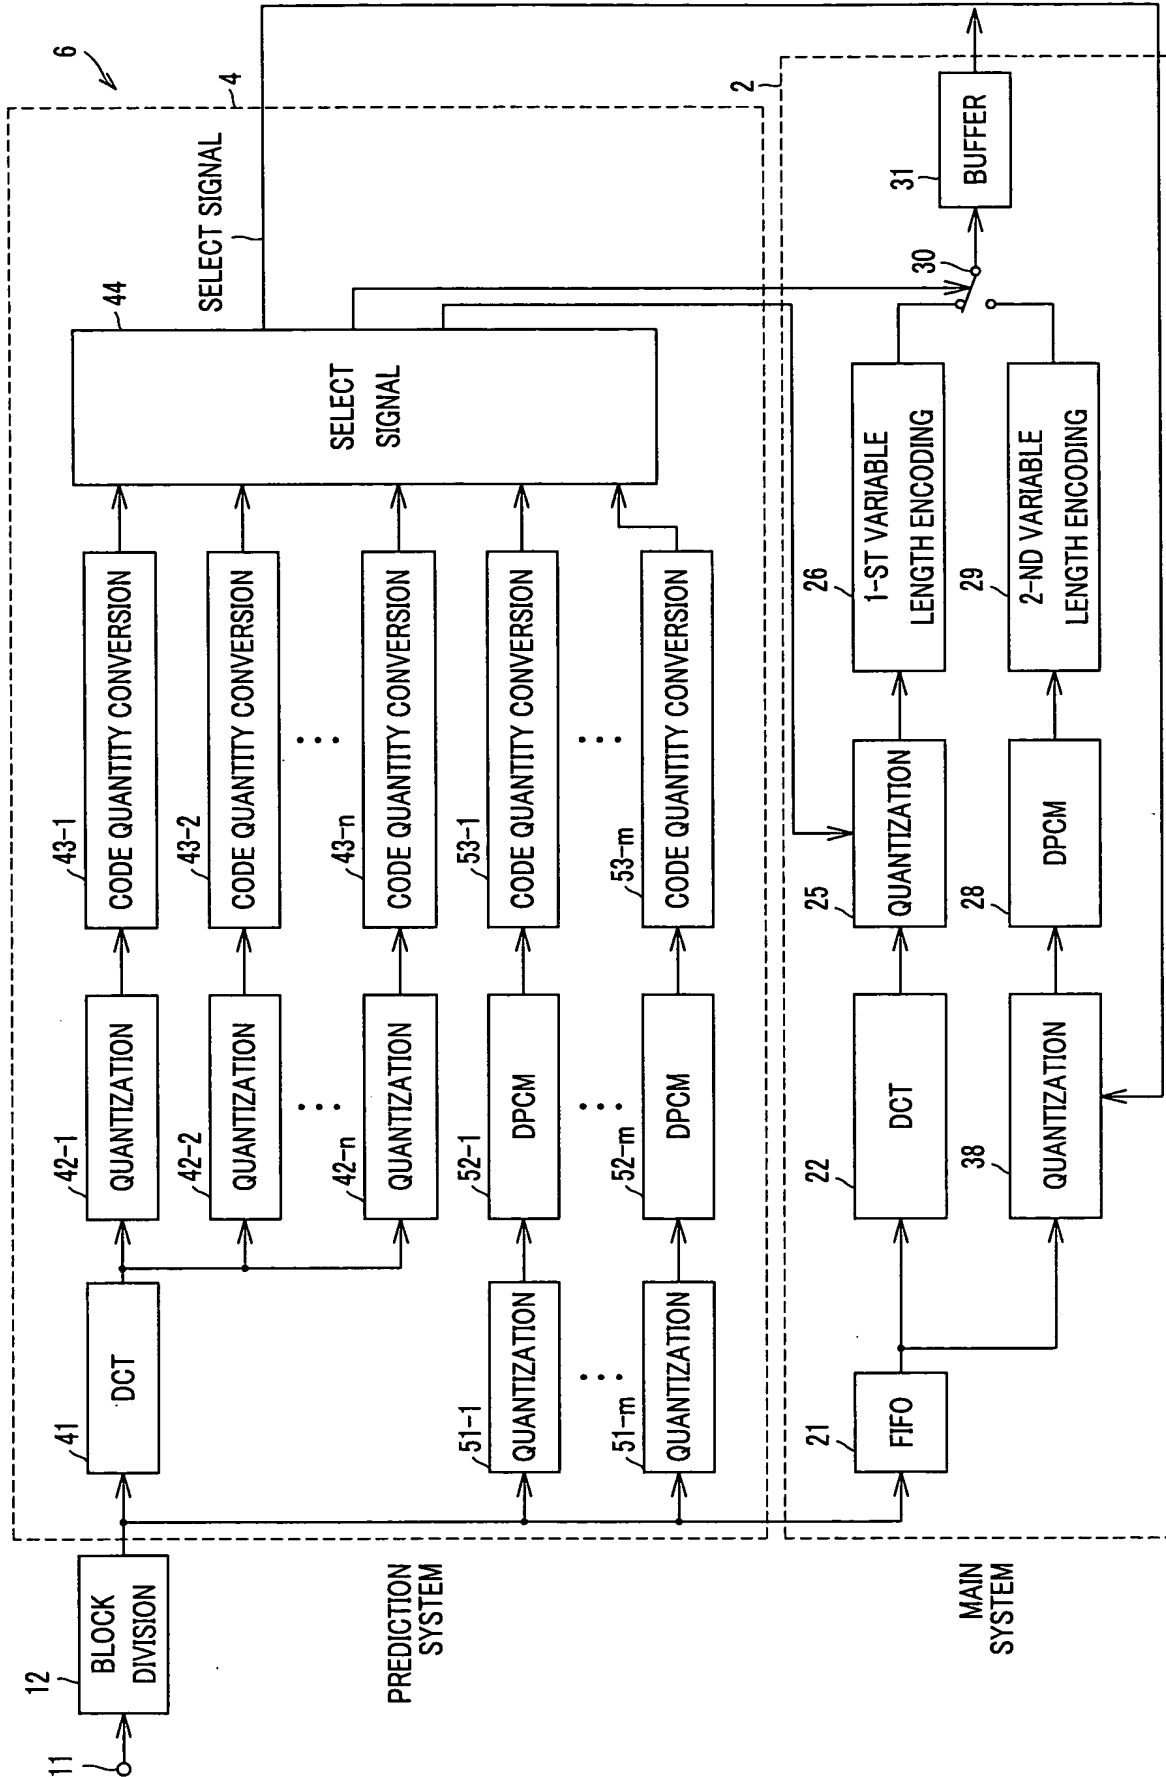 6
4
SELECT SIGNAL
11
12
BLOCK
DIVISION
PREDICTION
SYSTEM
41
DCT
42-1
QUANTIZATION
43-1
CODE QUANTITY CONVERSION
42-2
QUANTIZATION
43-2
CODE QUANTITY CONVERSION
42-n
QUANTIZATION
43-n
CODE QUANTITY CONVERSION
51-1
QUANTIZATION
52-1
DPCM
53-1
CODE QUANTITY CONVERSION
51-m
QUANTIZATION
52-m
DPCM
53-m
CODE QUANTITY CONVERSION
44
SELECT
SIGNAL
2
MAIN
SYSTEM
21
FIFO
22
DCT
25
QUANTIZATION
26
1-ST VARIABLE
LENGTH ENCODING
38
QUANTIZATION
28
DPCM
29
2-ND VARIABLE
LENGTH ENCODING
30
31
BUFFER